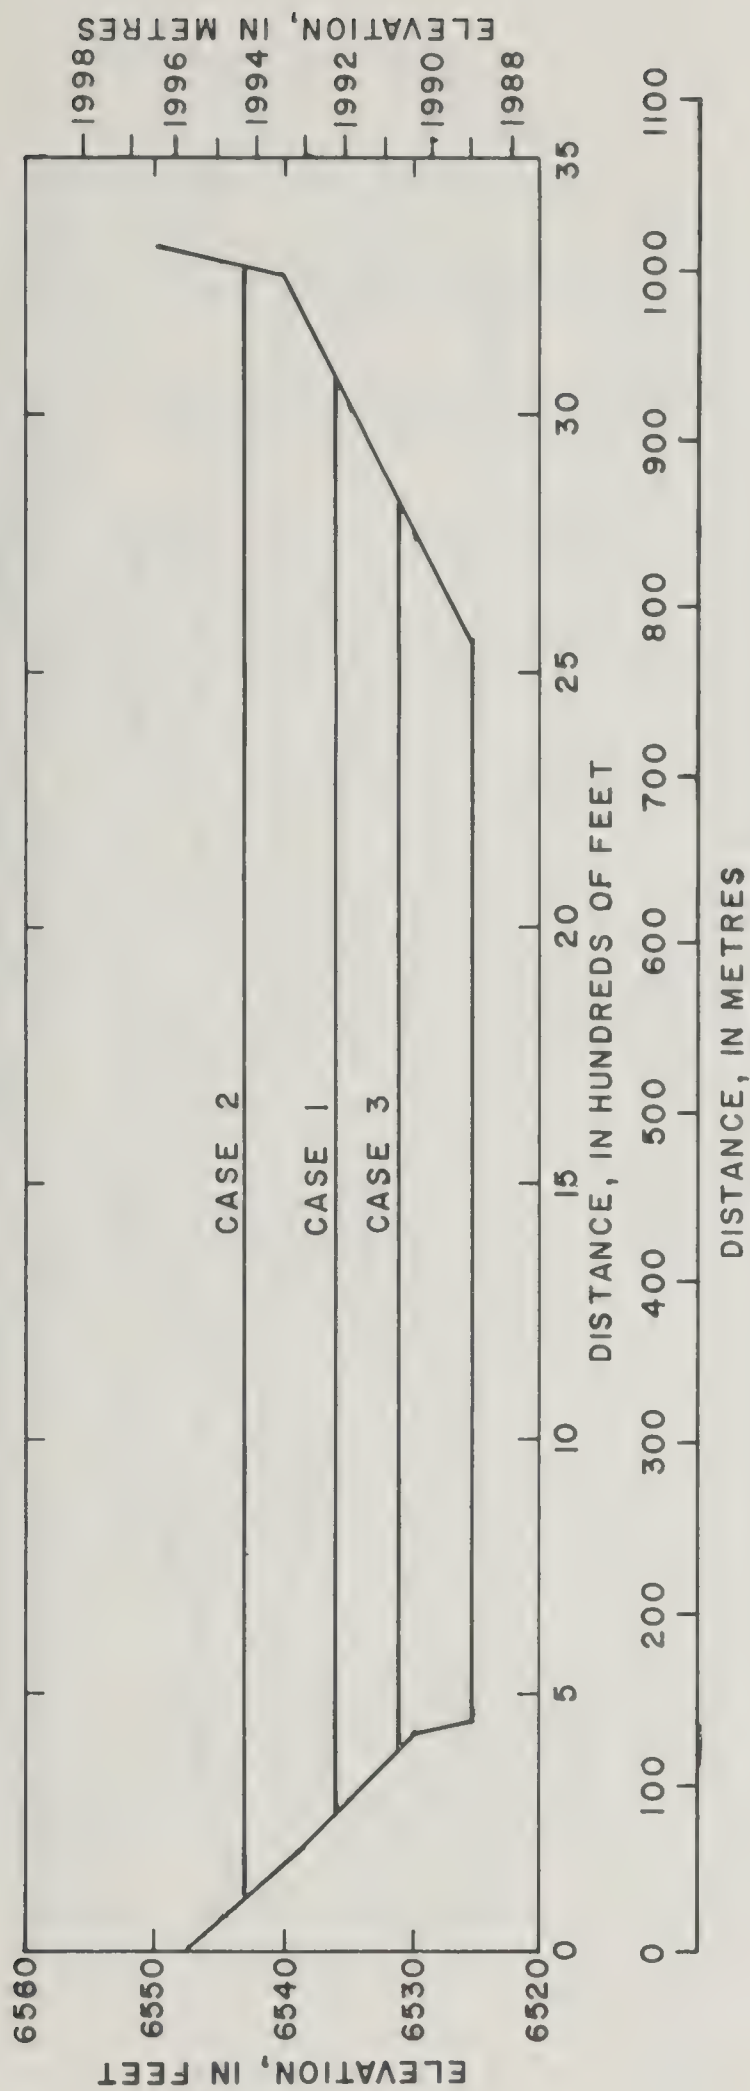 ELEVATION, IN FEET
6560
6550
6540
6530
6520
CASE 2
CASE 1
CASE 3
1998
1996
1994
1992
1990
1988
ELEVATION, IN METRES
0 5 10 15 20 25 30 35
DISTANCE, IN HUNDREDS OF FEET
0 100 200 300 400 500 600 700 800 900 1000 1100
DISTANCE, IN METRES